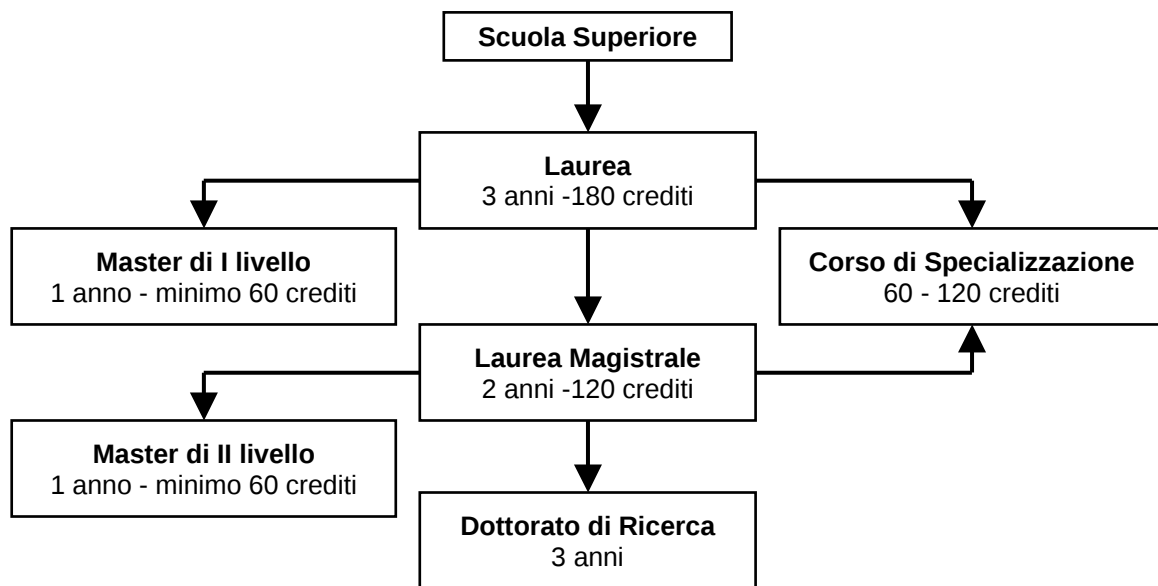 Scuola Superiore
Laurea
3 anni -180 crediti
Master di I livello
1 anno - minimo 60 crediti
Corso di Specializzazione
60 - 120 crediti
Laurea Magistrale
2 anni -120 crediti
Master di II livello
1 anno - minimo 60 crediti
Dottorato di Ricerca
3 anni